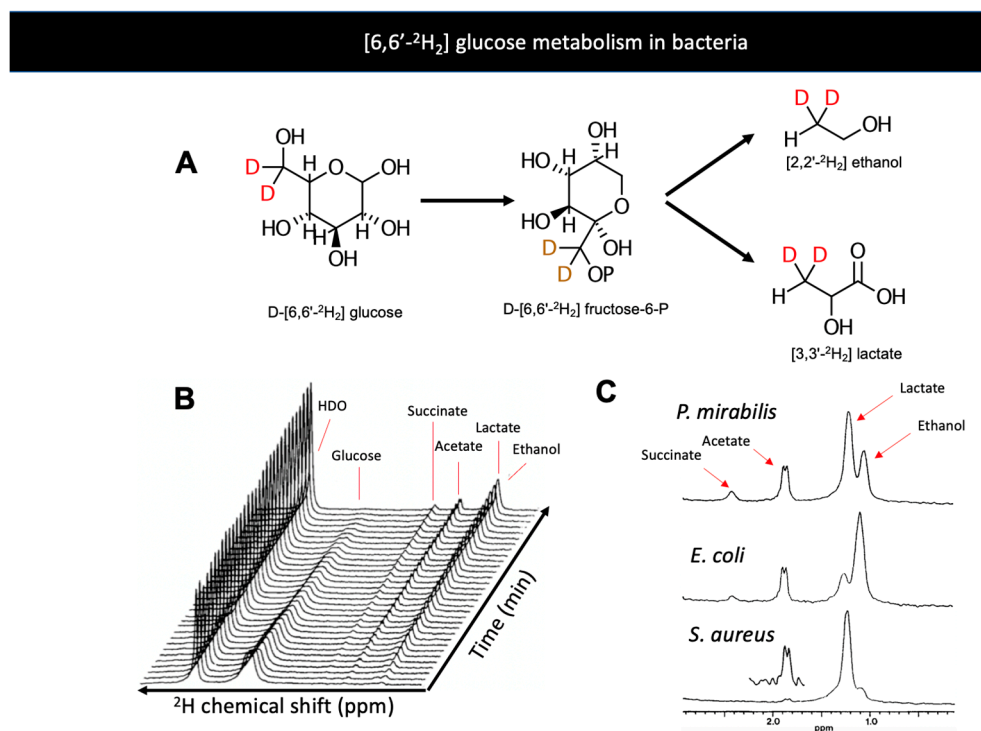 [6,6’-²H₂] glucose metabolism in bacteria
A
OH
D
D
H
O
OH
HO
H
H
OH
OH
D-[6,6'-²H₂] glucose
OH
HO
H
H
HO
H
O
D
OH
D
OP
D-[6,6'-²H₂] fructose-6-P
D D
H
OH
[2,2'-²H₂] ethanol
D D
O
H
OH
OH
[3,3'-²H₂] lactate
B
HDO
Glucose
Succinate
Acetate
Lactate
Ethanol
Time (min)
²H chemical shift (ppm)
C
P. mirabilis
Lactate
Ethanol
Acetate
Succinate
E. coli
S. aureus
2.0
1.0
ppm